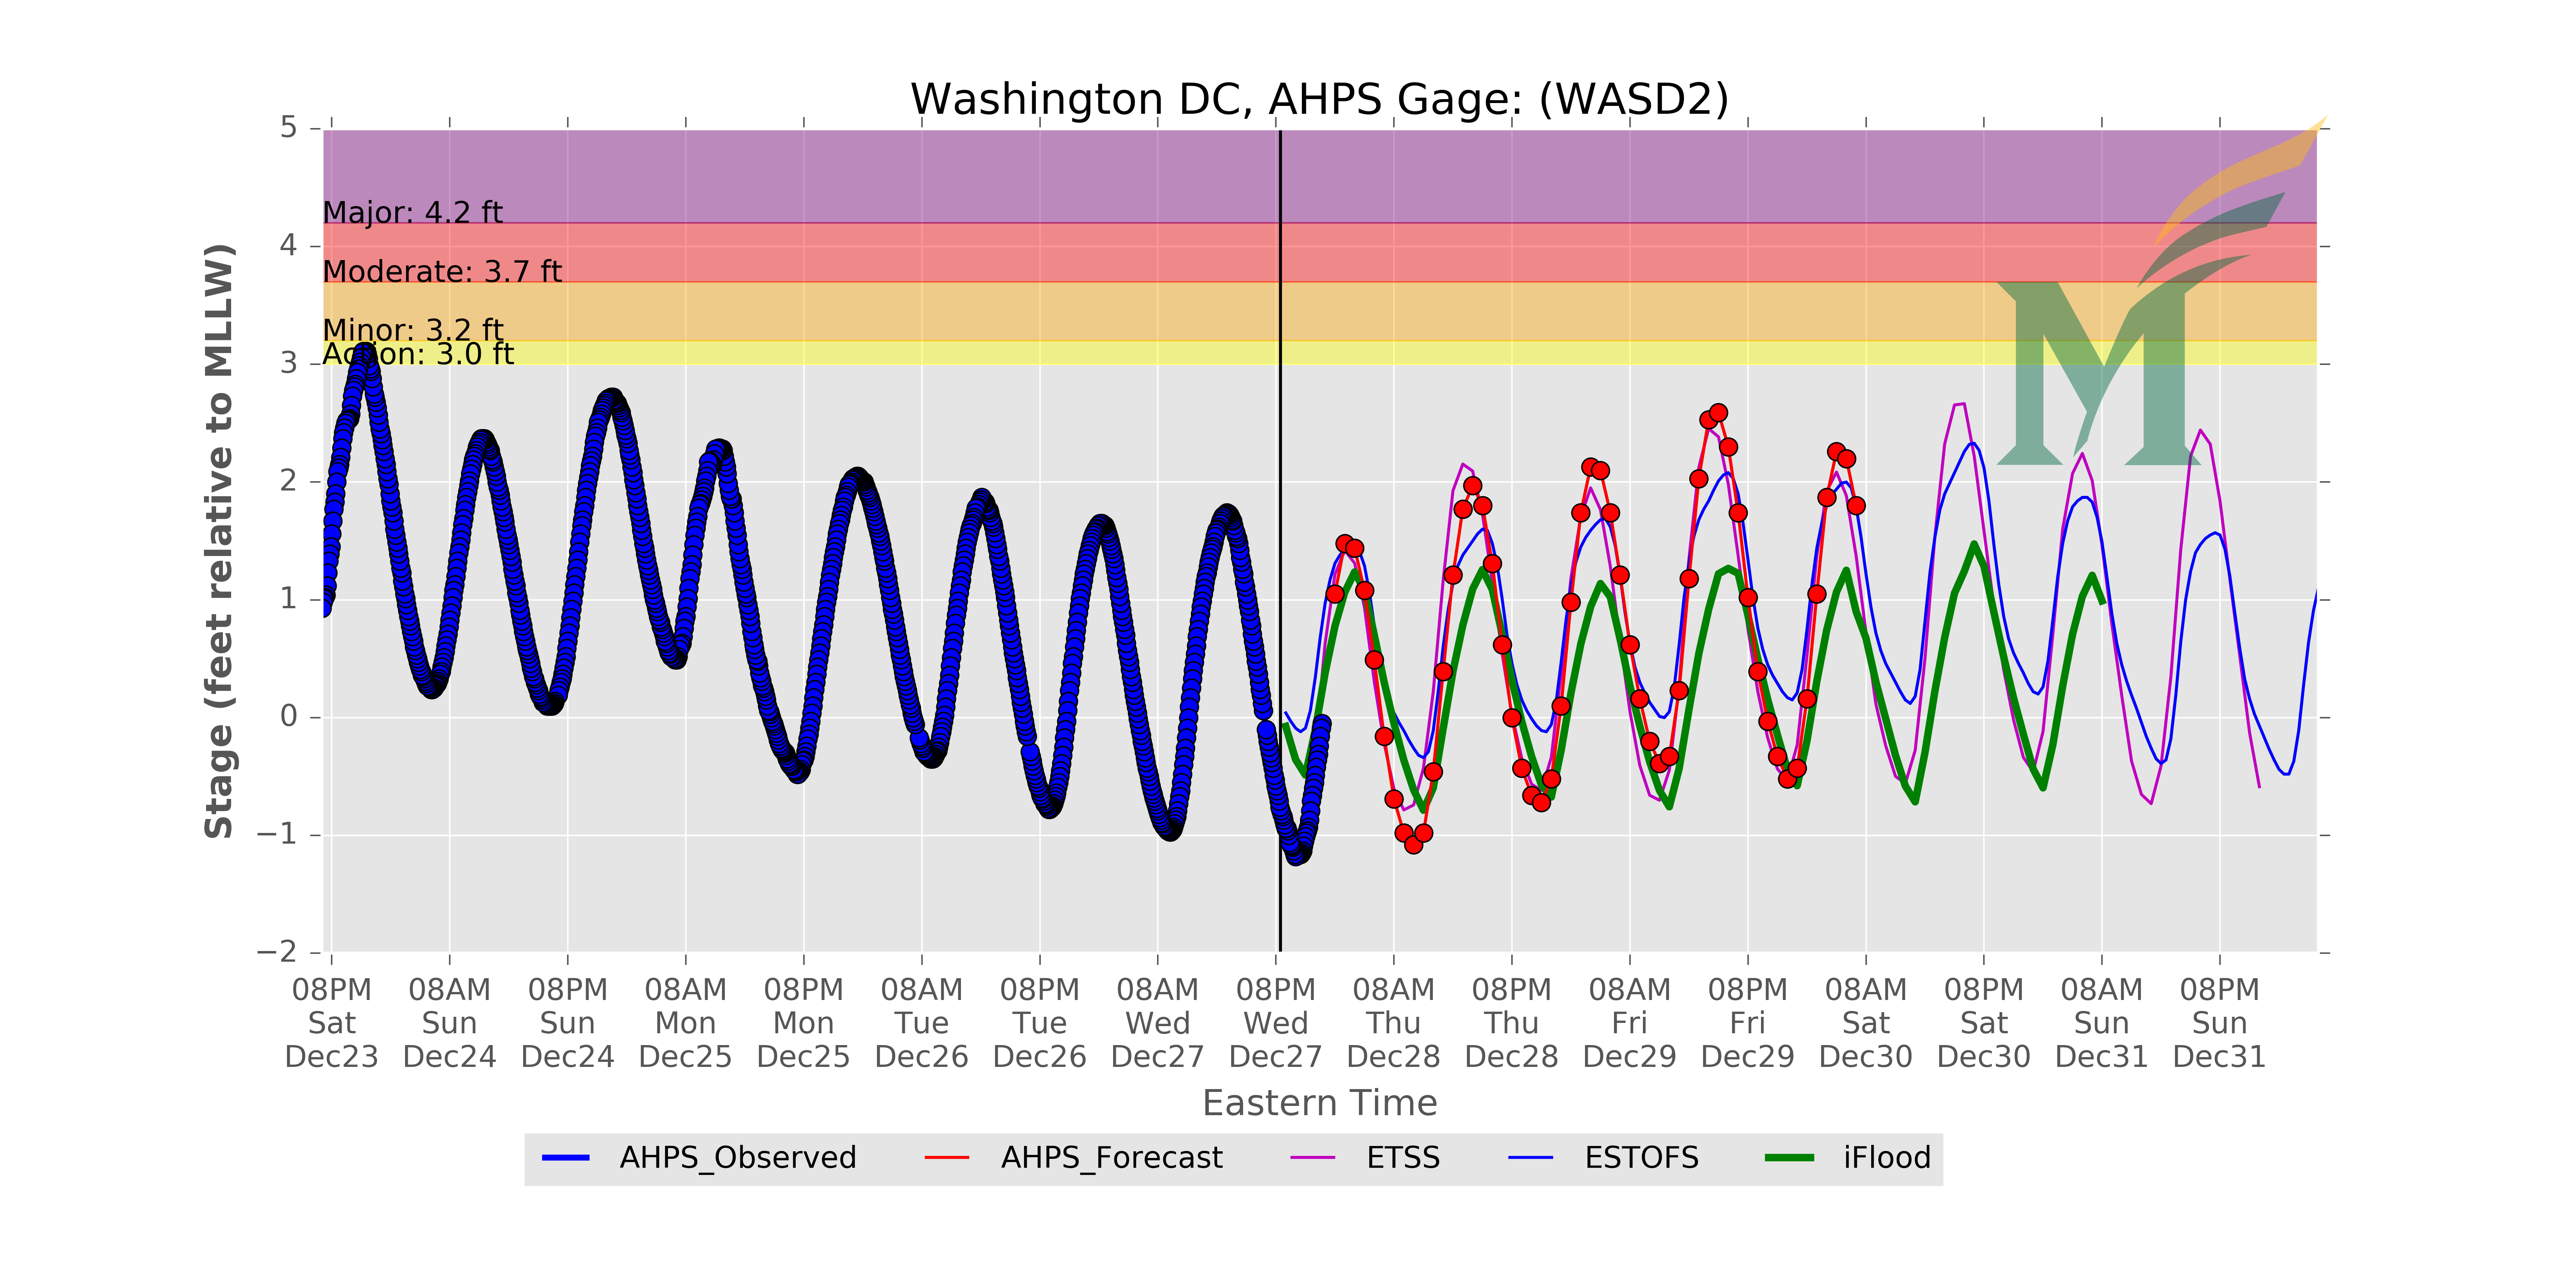 Washington DC, AHPS Gage: (WASD2)
5
4
3
2
1
0
−1
−2
Stage (feet relative to MLLW)
Major: 4.2 ft
Moderate: 3.7 ft
Minor: 3.2 ft
Action: 3.0 ft
M
08PM 08AM 08PM 08AM 08PM 08AM 08PM 08AM 08PM 08AM 08PM 08AM 08PM 08AM 08PM 08AM 08PM
Sat Sun Sun Mon Mon Tue Tue Wed Wed Thu Thu Fri Fri Sat Sat Sun Sun
Dec23 Dec24 Dec24 Dec25 Dec25 Dec26 Dec26 Dec27 Dec27 Dec28 Dec28 Dec29 Dec29 Dec30 Dec30 Dec31 Dec31
Eastern Time
AHPS_Observed AHPS_Forecast ETSS ESTOFS iFlood